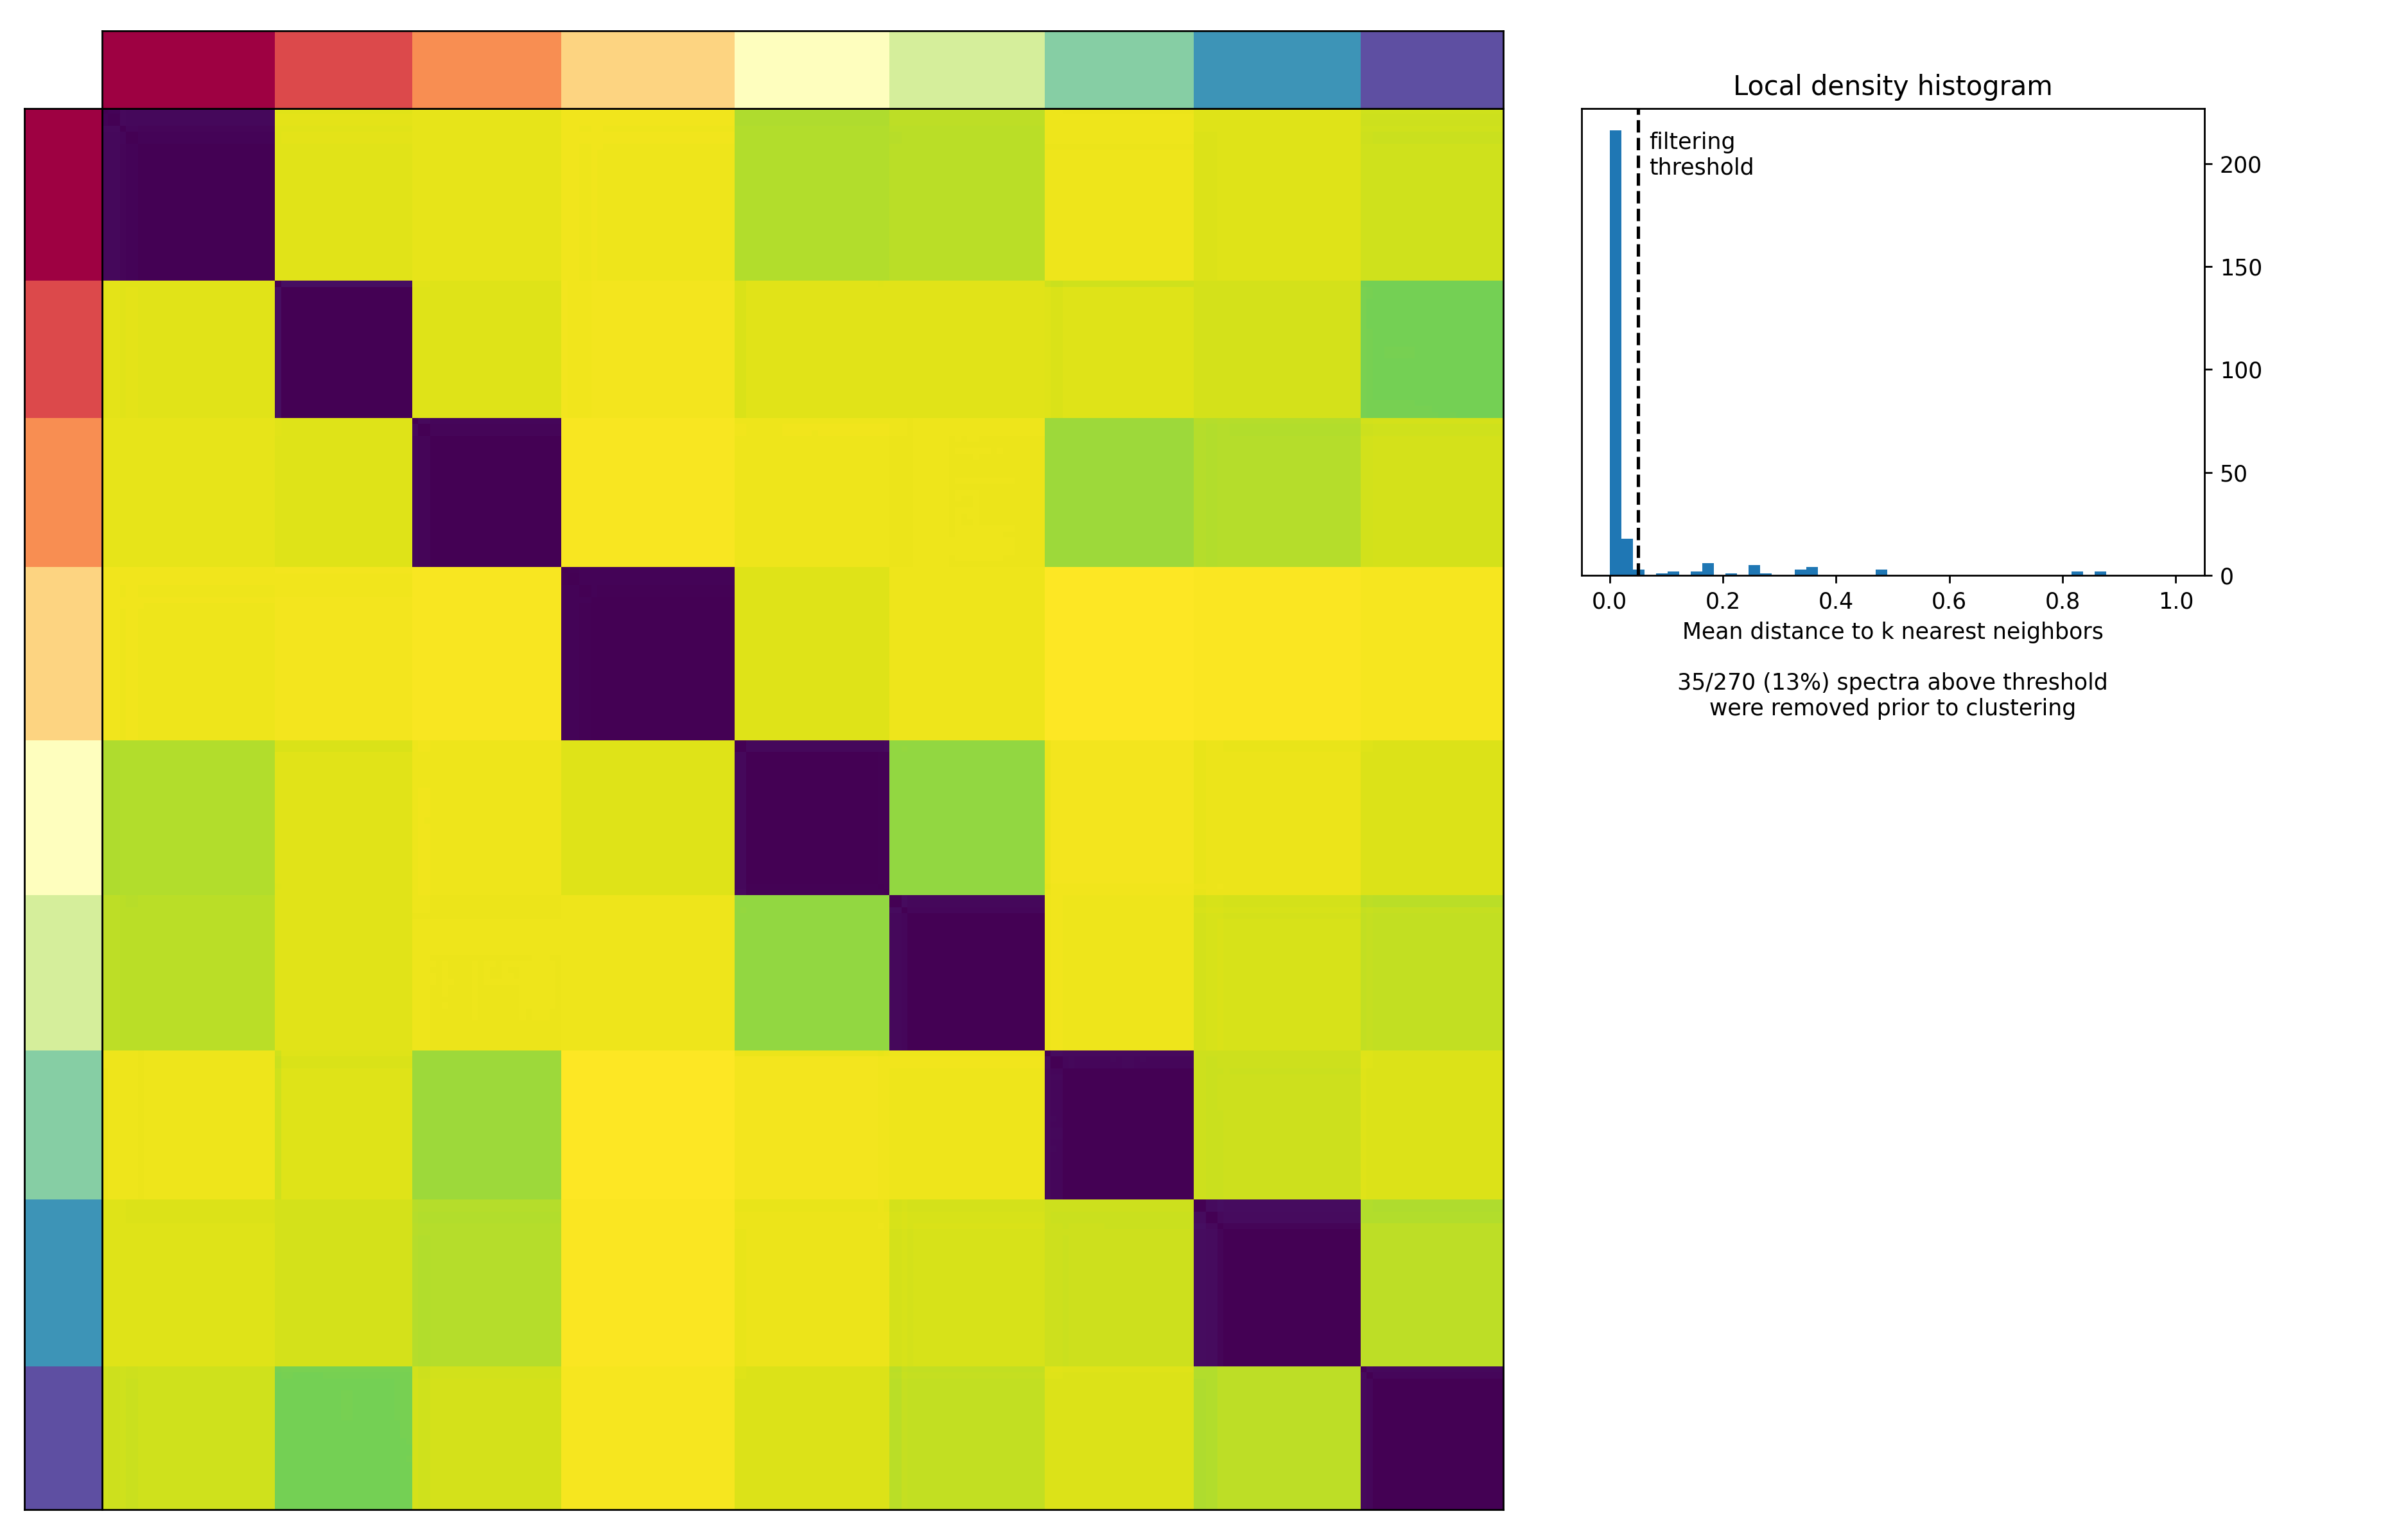 Local density histogram
filtering
threshold
200
150
100
50
0
0.0 0.2 0.4 0.6 0.8 1.0
Mean distance to k nearest neighbors
35/270 (13%) spectra above threshold
were removed prior to clustering